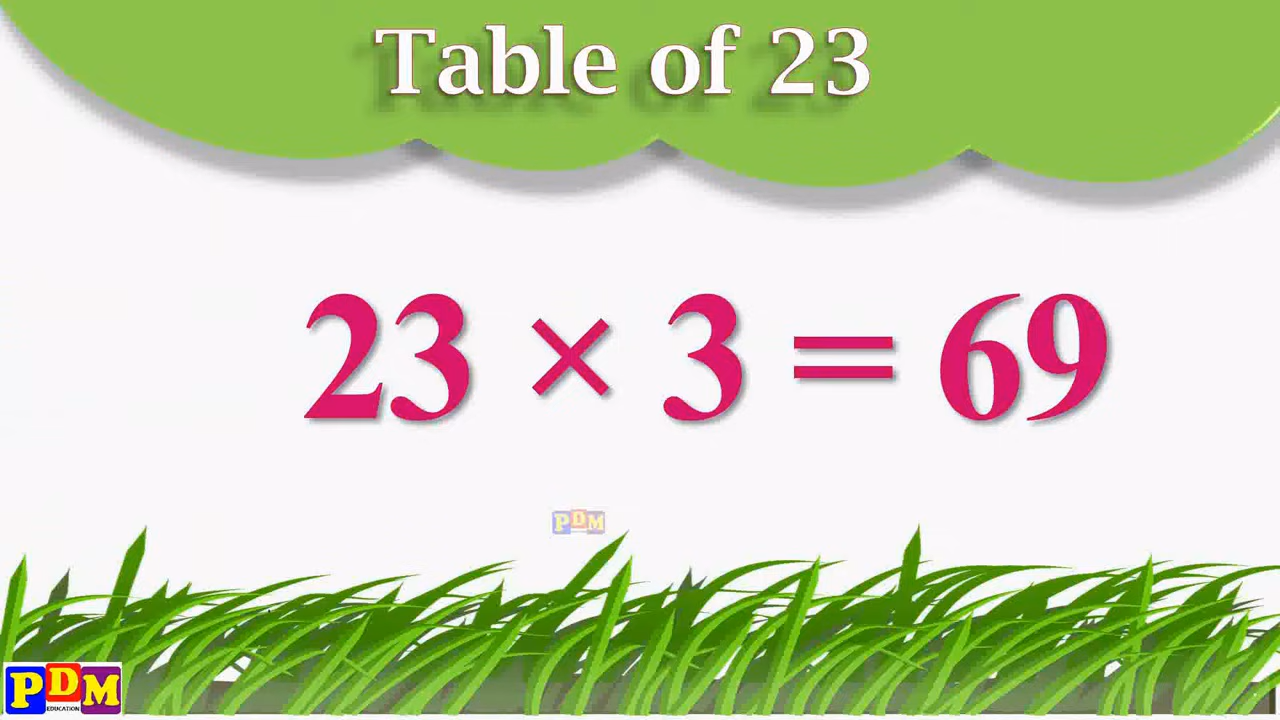 Table of 23
23 × 3 = 69
PDM
PDM
EDUCATION